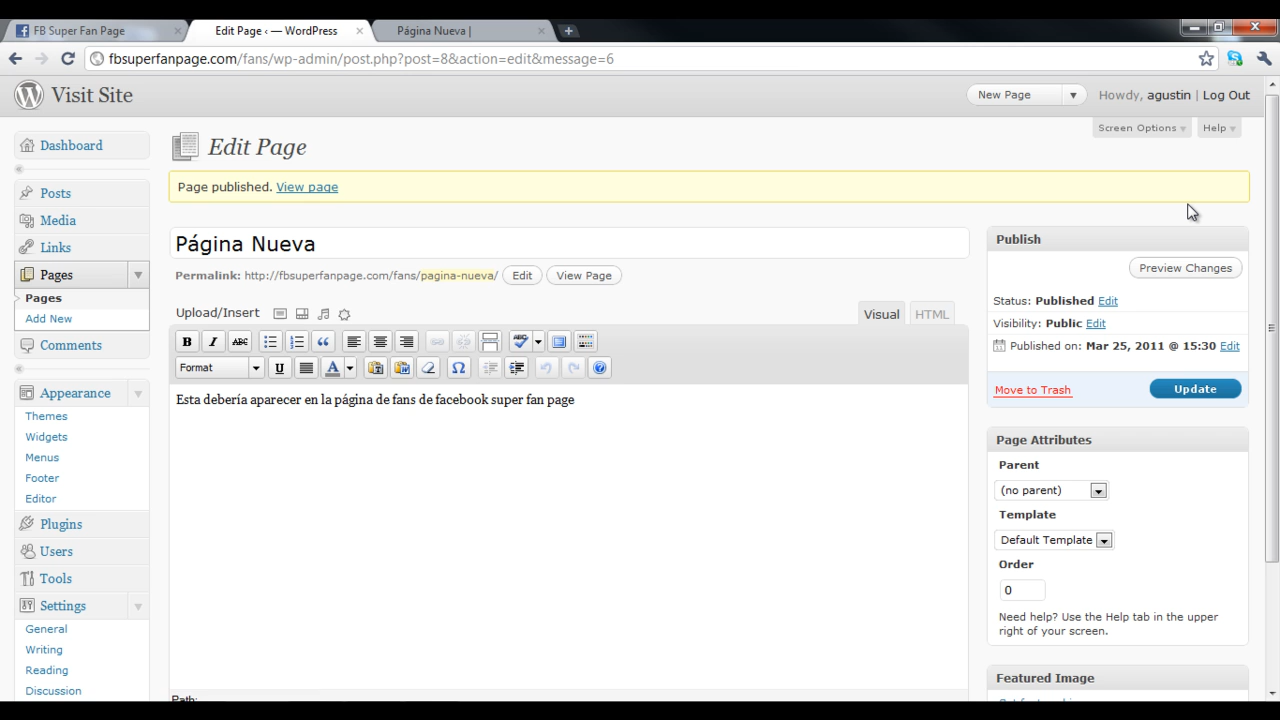 FB Super Fan Page
Edit Page ‹ — WordPress
Página Nueva |
fbsuperfanpage.com/fans/wp-admin/post.php?post=8&action=edit&message=6
Visit Site
New Page
Howdy, agustin | Log Out
Screen Options
Help
Dashboard
Posts
Media
Links
Pages
Pages
Add New
Comments
Appearance
Themes
Widgets
Menus
Footer
Editor
Plugins
Users
Tools
Settings
General
Writing
Reading
Discussion
Edit Page
Page published. View page
Página Nueva
Permalink: http://fbsuperfanpage.com/fans/pagina-nueva/ Edit View Page
Upload/Insert
Visual HTML
B I ABC
ABC
Format
U
A
Ω
Esta debería aparecer en la página de fans de facebook super fan page
Path:
Publish
Preview Changes
Status: Published Edit
Visibility: Public Edit
Published on: Mar 25, 2011 @ 15:30 Edit
Move to Trash
Update
Page Attributes
Parent
(no parent)
Template
Default Template
Order
0
Need help? Use the Help tab in the upper
right of your screen.
Featured Image